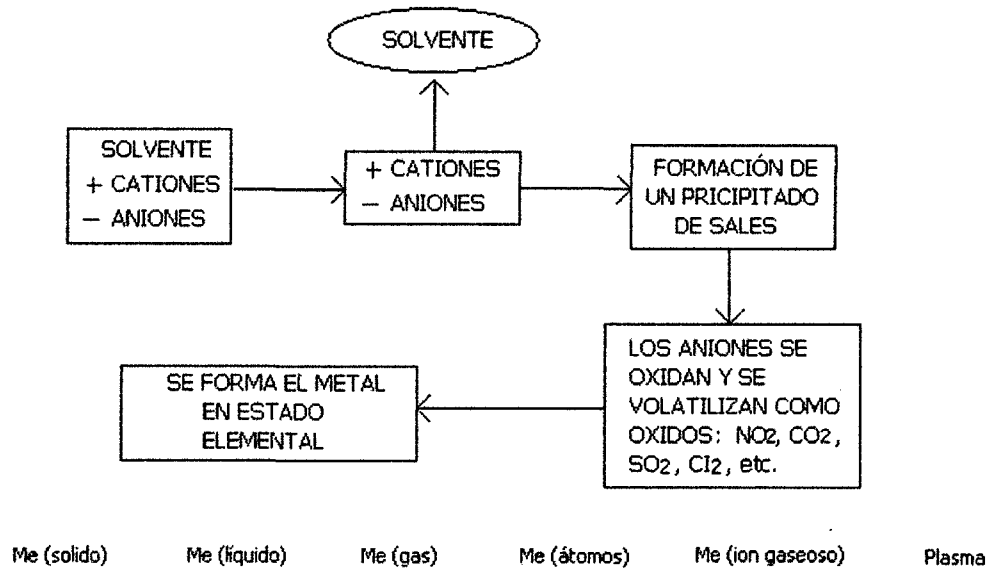 SOLVENTE
SOLVENTE
+ CATIONES
− ANIONES
+ CATIONES
− ANIONES
FORMACIÓN DE
UN PRICIPITADO
DE SALES
LOS ANIONES SE
OXIDAN Y SE
VOLATILIZAN COMO
OXIDOS: NO2, CO2,
SO2, CI2, etc.
SE FORMA EL METAL
EN ESTADO
ELEMENTAL
Me (solido) Me (líquido) Me (gas) Me (átomos) Me (ion gaseoso) Plasma